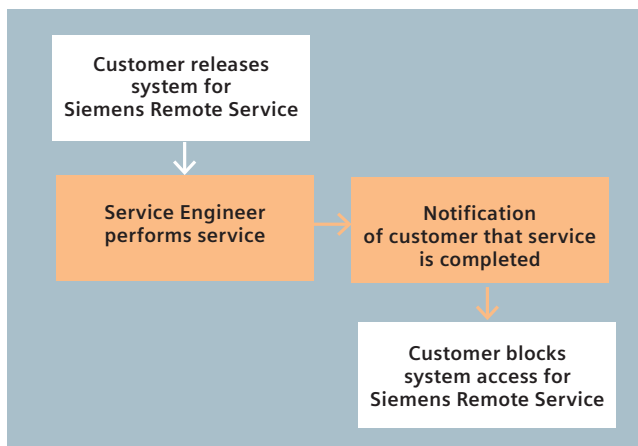 Customer releases
system for
Siemens Remote Service
Service Engineer
performs service
Notification
of customer that service
is completed
Customer blocks
system access for
Siemens Remote Service